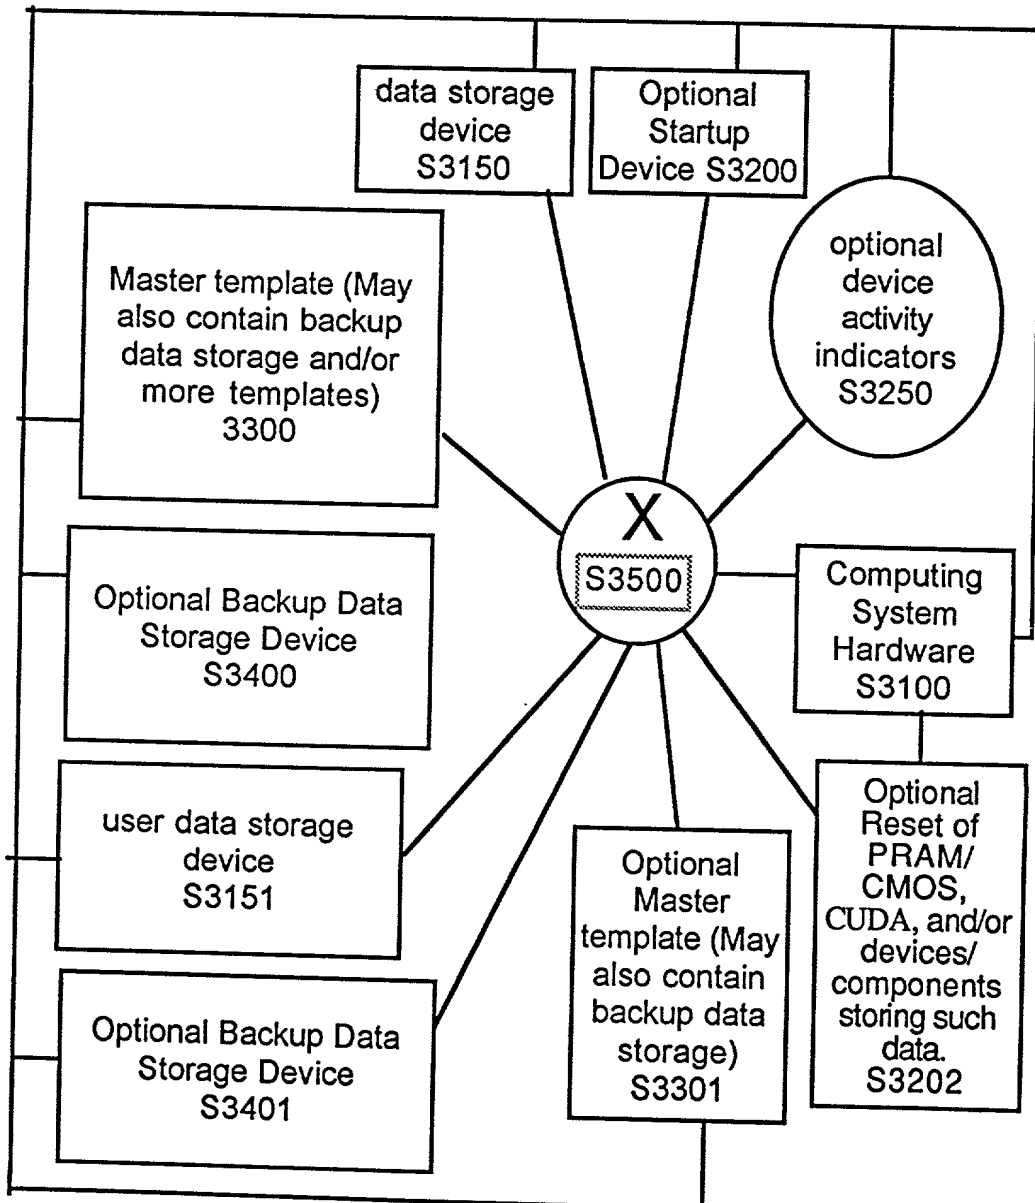 data storage
device
S3150
Optional
Startup
Device S3200
optional
device
activity
indicators
S3250
Master template (May
also contain backup
data storage and/or
more templates)
3300
X
S3500
Computing
System
Hardware
S3100
Optional Backup Data
Storage Device
S3400
user data storage
device
S3151
Optional Backup Data
Storage Device
S3401
Optional
Master
template (May
also contain
backup data
storage)
S3301
Optional
Reset of
PRAM/
CMOS,
CUDA, and/or
devices/
components
storing such
data.
S3202